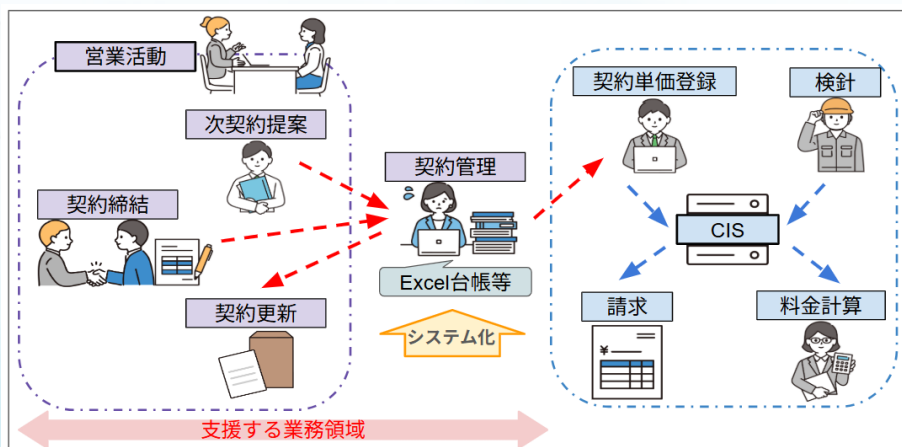 営業活動
次契約提案
契約締結
契約更新
契約管理
Excel台帳等
システム化
契約単価登録
検針
CIS
請求
¥
料金計算
支援する業務領域